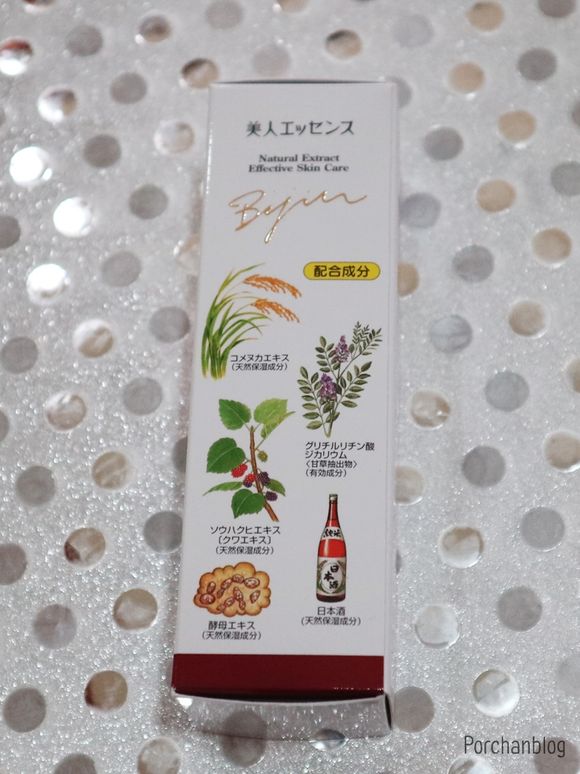 美人エッセンス
Natural Extract
Effective Skin Care
Bijin
配合成分
コメヌカエキス
(天然保湿成分)
グリチルリチン酸
ジカリウム
〈甘草抽出物〉
(有効成分)
ソウハクヒエキス
〔クワエキス〕
(天然保湿成分)
純米
日本酒
日本酒
(天然保湿成分)
酵母エキス
(天然保湿成分)
Porchanblog